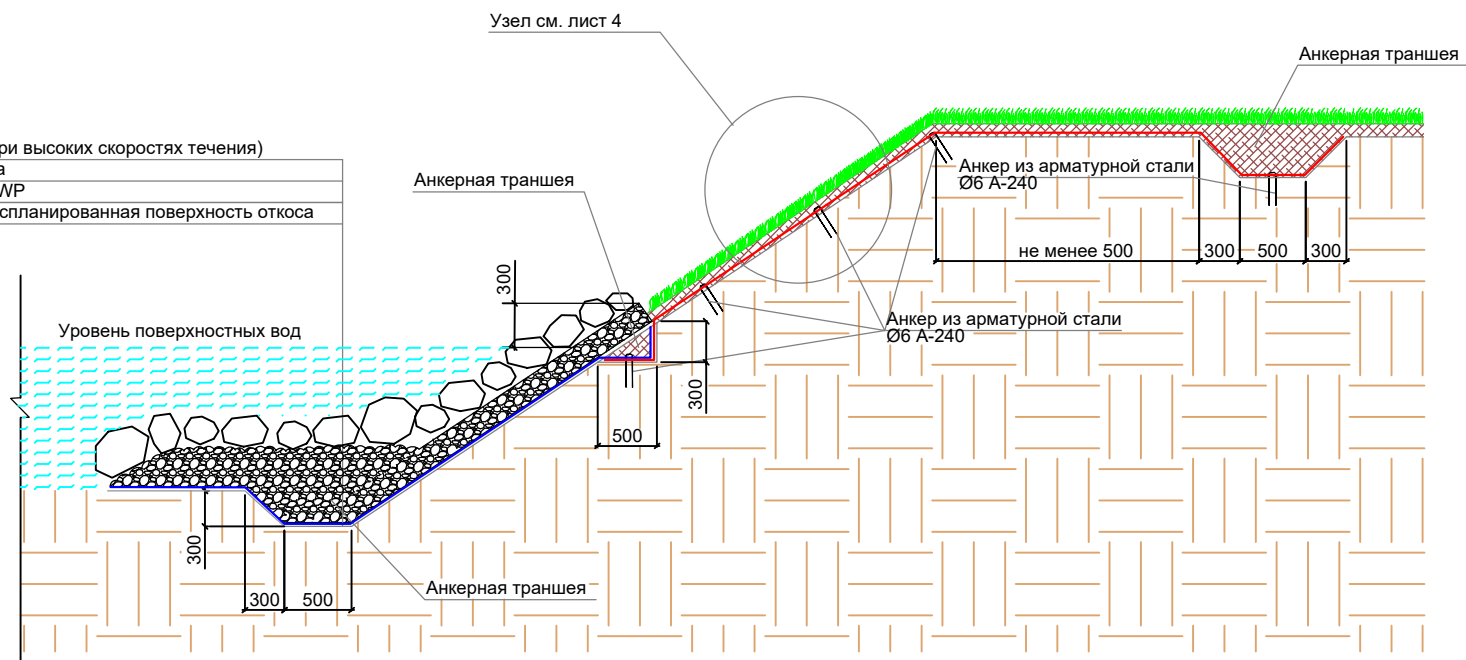 Узел см. лист 4
Анкерная траншея
ри высоких скоростях течения)
а
WP
спланированная поверхность откоса
Анкерная траншея
Анкер из арматурной стали
Ø6 А-240
не менее 500
300
500
300
300
Уровень поверхностных вод
Анкер из арматурной стали
Ø6 А-240
300
500
300
Анкерная траншея
300
500